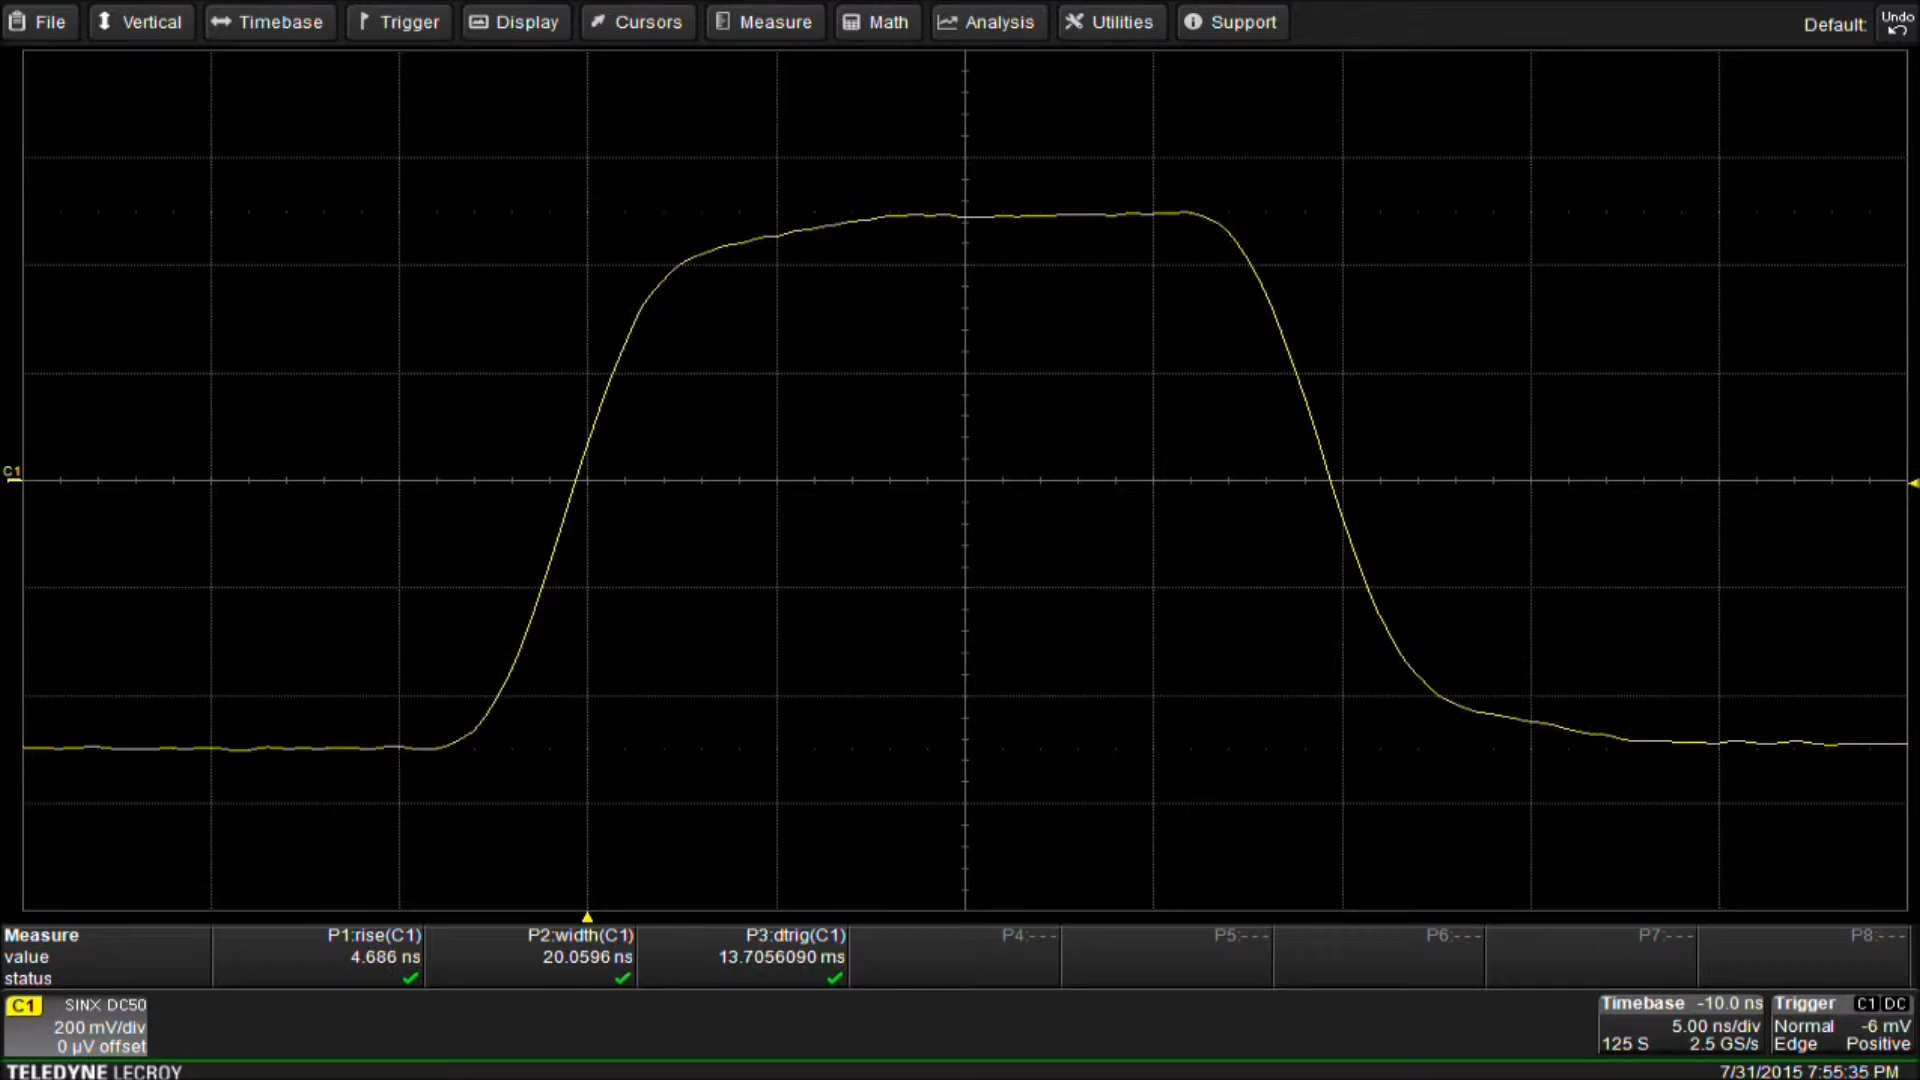 File Vertical Timebase Trigger Display Cursors Measure Math Analysis Utilities Support Default: Undo
C1
Measure P1:rise(C1) P2:width(C1) P3:dtrig(C1) P4:--- P5:--- P6:--- P7:--- P8:---
value 4.686 ns 20.0596 ns 13.7056090 ms
status
C1 SINX DC50
200 mV/div
0 µV offset
Timebase -10.0 ns
5.00 ns/div
125 S 2.5 GS/s
Trigger C1 DC
Normal -6 mV
Edge Positive
TELEDYNE LECROY 7/31/2015 7:55:35 PM